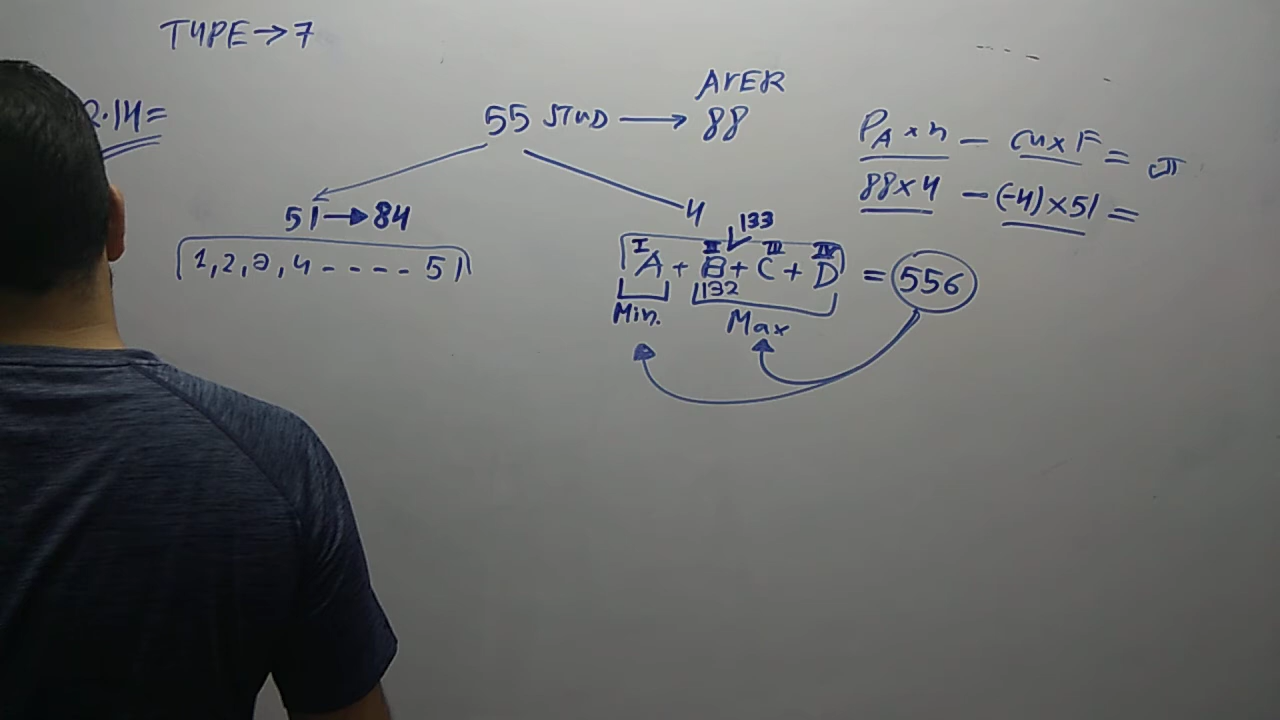 TYPE→7
2.14=
55 STUD → AVER 88
P_A × n − CH × F =
88×4 − (-4)×51 =
51→84
4
133
1, 2, 3, 4 - - - - 51
I II III IV
A + B + C + D = 556
132
Min. Max